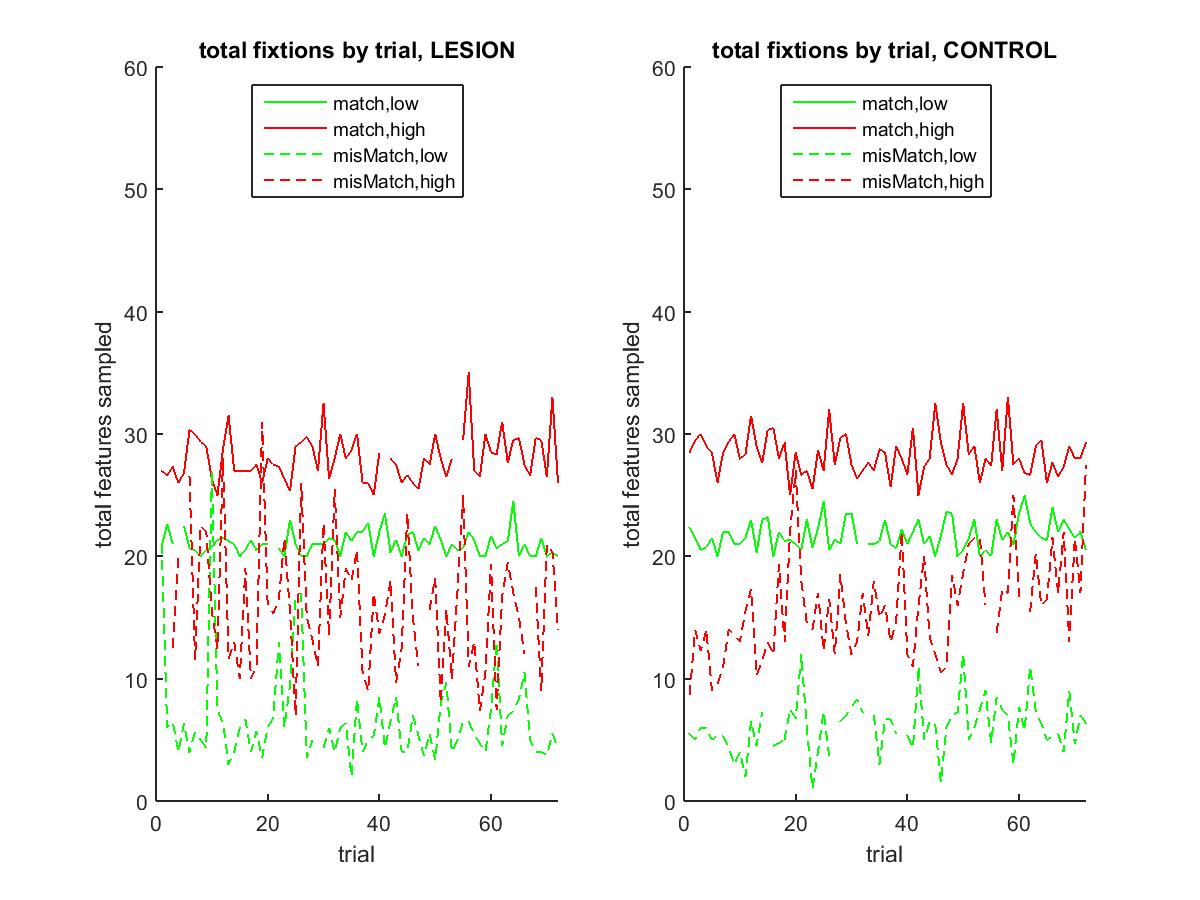 total fixtions by trial, LESION
match,low
match,high
misMatch,low
misMatch,high
total features sampled
60
50
40
30
20
10
0
0 20 40 60
trial
total fixtions by trial, CONTROL
match,low
match,high
misMatch,low
misMatch,high
total features sampled
60
50
40
30
20
10
0
0 20 40 60
trial